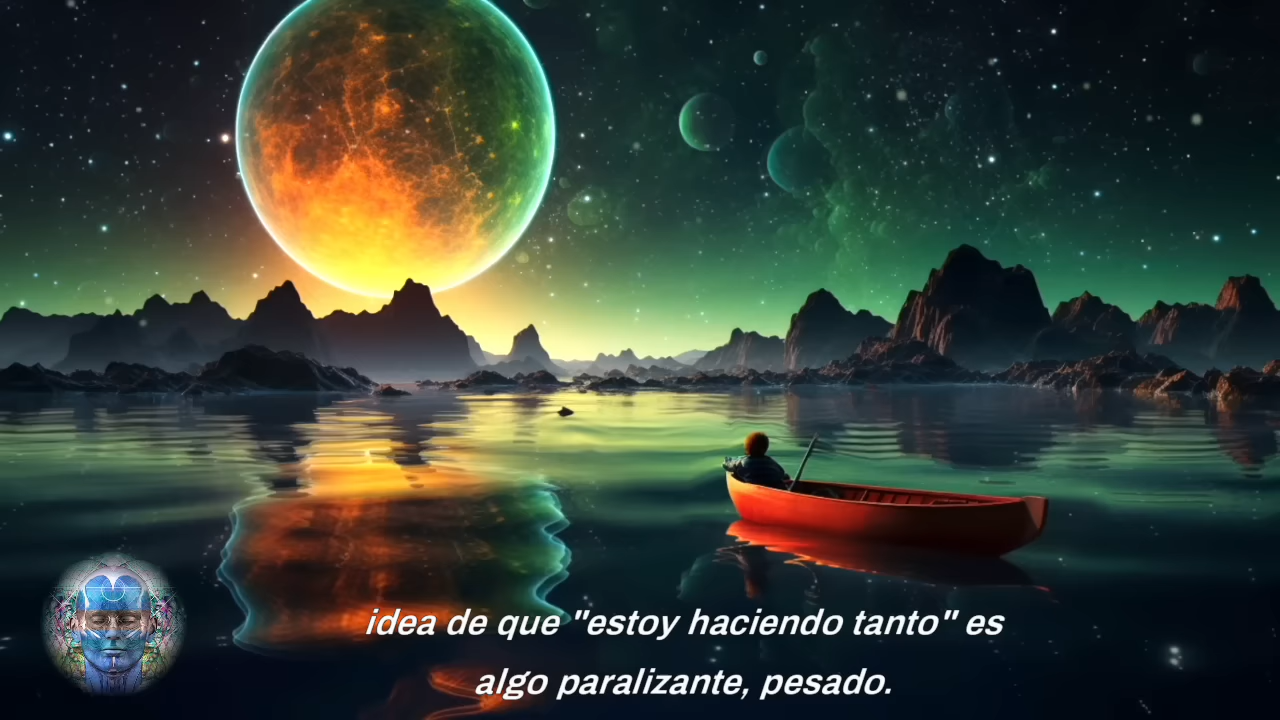 idea de que "estoy haciendo tanto" es
algo paralizante, pesado.